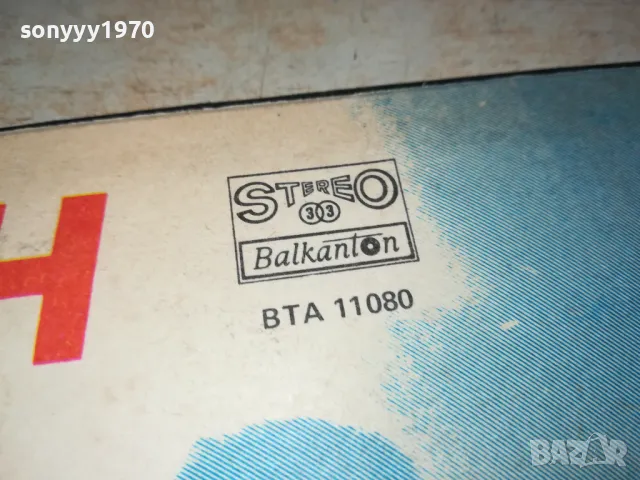 sonyyy1970
STEREO
33
Balkanton
BTA 11080
Н
BAZAR